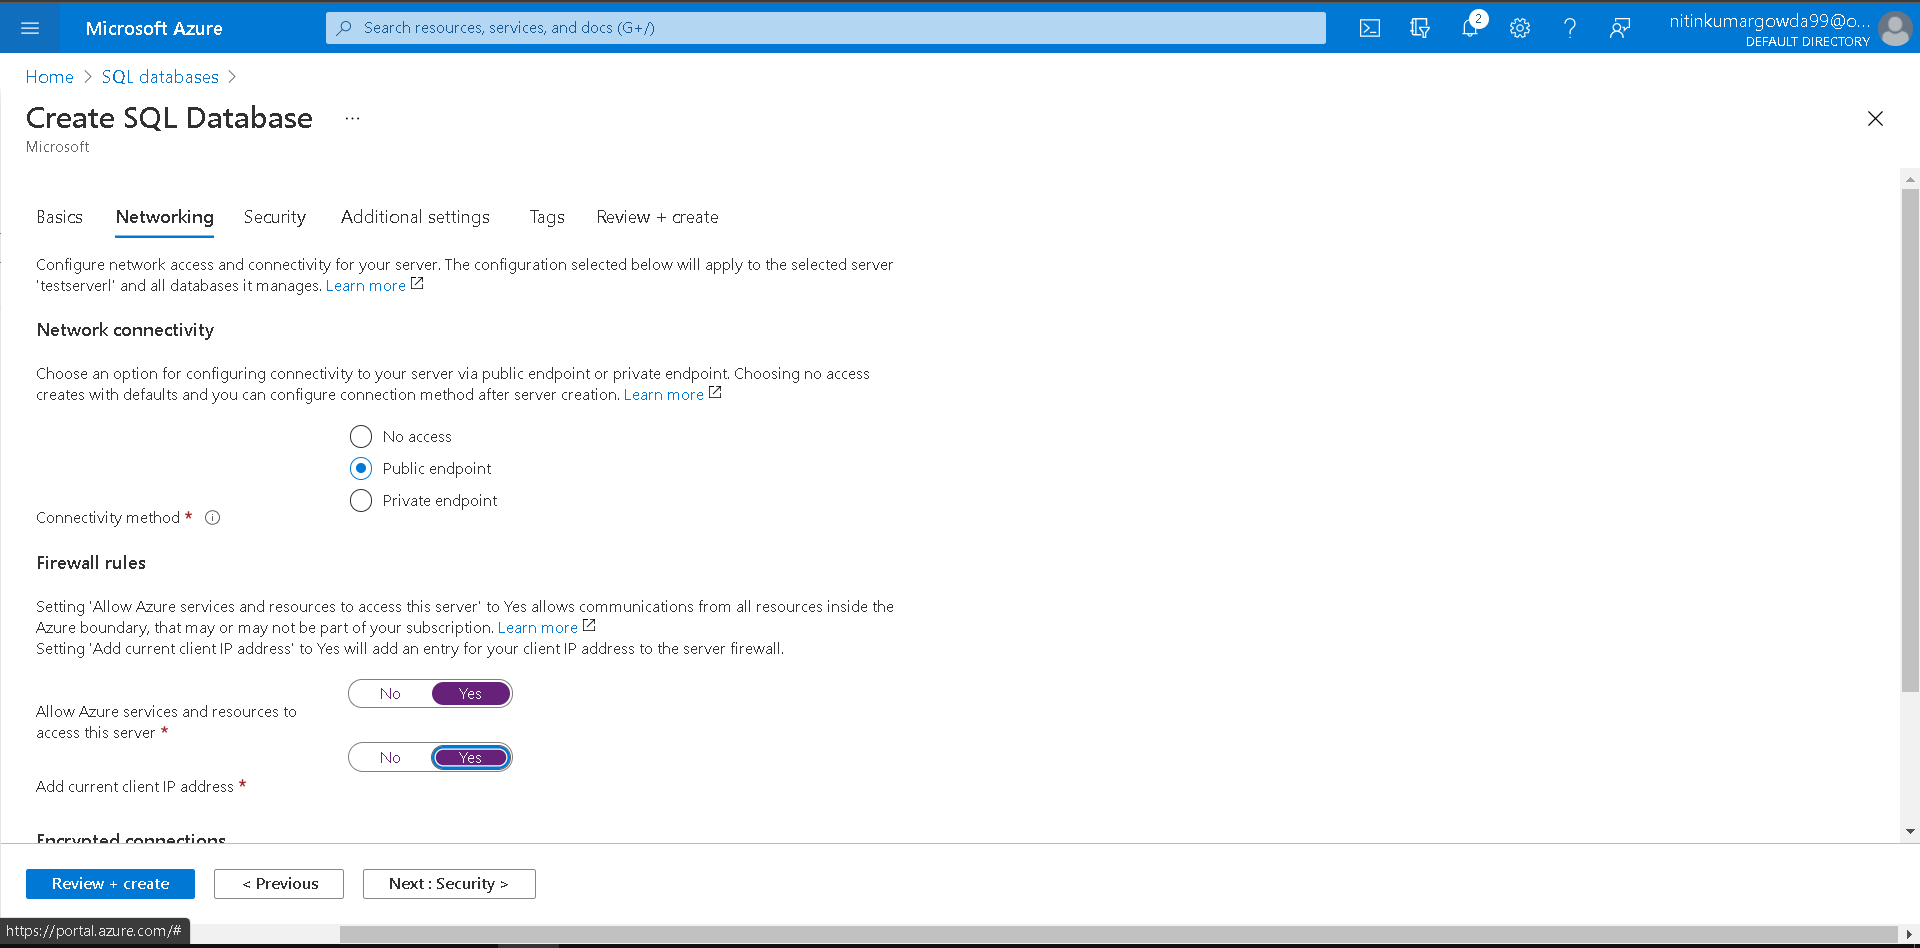 Microsoft Azure
Search resources, services, and docs (G+/)
2
nitinkumargowda99@o...
DEFAULT DIRECTORY
Home > SQL databases >
Create SQL Database ...
Microsoft
Basics Networking Security Additional settings Tags Review + create
Configure network access and connectivity for your server. The configuration selected below will apply to the selected server
'testserverl' and all databases it manages. Learn more
Network connectivity
Choose an option for configuring connectivity to your server via public endpoint or private endpoint. Choosing no access
creates with defaults and you can configure connection method after server creation. Learn more
No access
Public endpoint
Private endpoint
Connectivity method *
Firewall rules
Setting 'Allow Azure services and resources to access this server' to Yes allows communications from all resources inside the
Azure boundary, that may or may not be part of your subscription. Learn more
Setting 'Add current client IP address' to Yes will add an entry for your client IP address to the server firewall.
No Yes
Allow Azure services and resources to
access this server *
No Yes
Add current client IP address *
Encrypted connections
Review + create < Previous Next : Security >
https://portal.azure.com/#